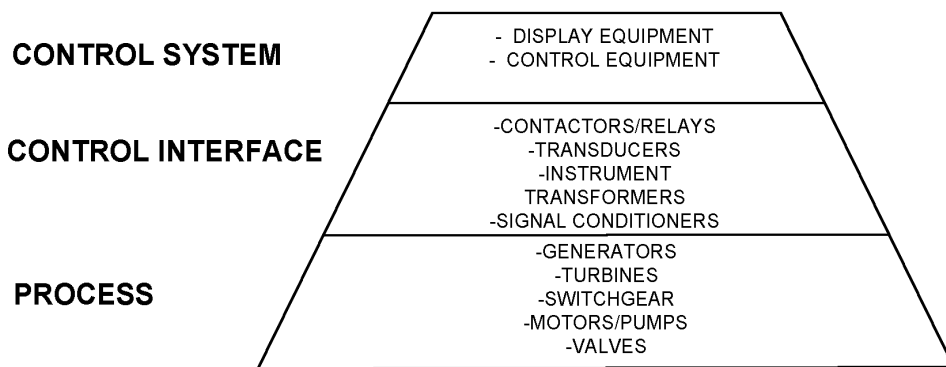 CONTROL SYSTEM
- DISPLAY EQUIPMENT
- CONTROL EQUIPMENT
CONTROL INTERFACE
-CONTACTORS/RELAYS
-TRANSDUCERS
-INSTRUMENT
TRANSFORMERS
-SIGNAL CONDITIONERS
PROCESS
-GENERATORS
-TURBINES
-SWITCHGEAR
-MOTORS/PUMPS
-VALVES